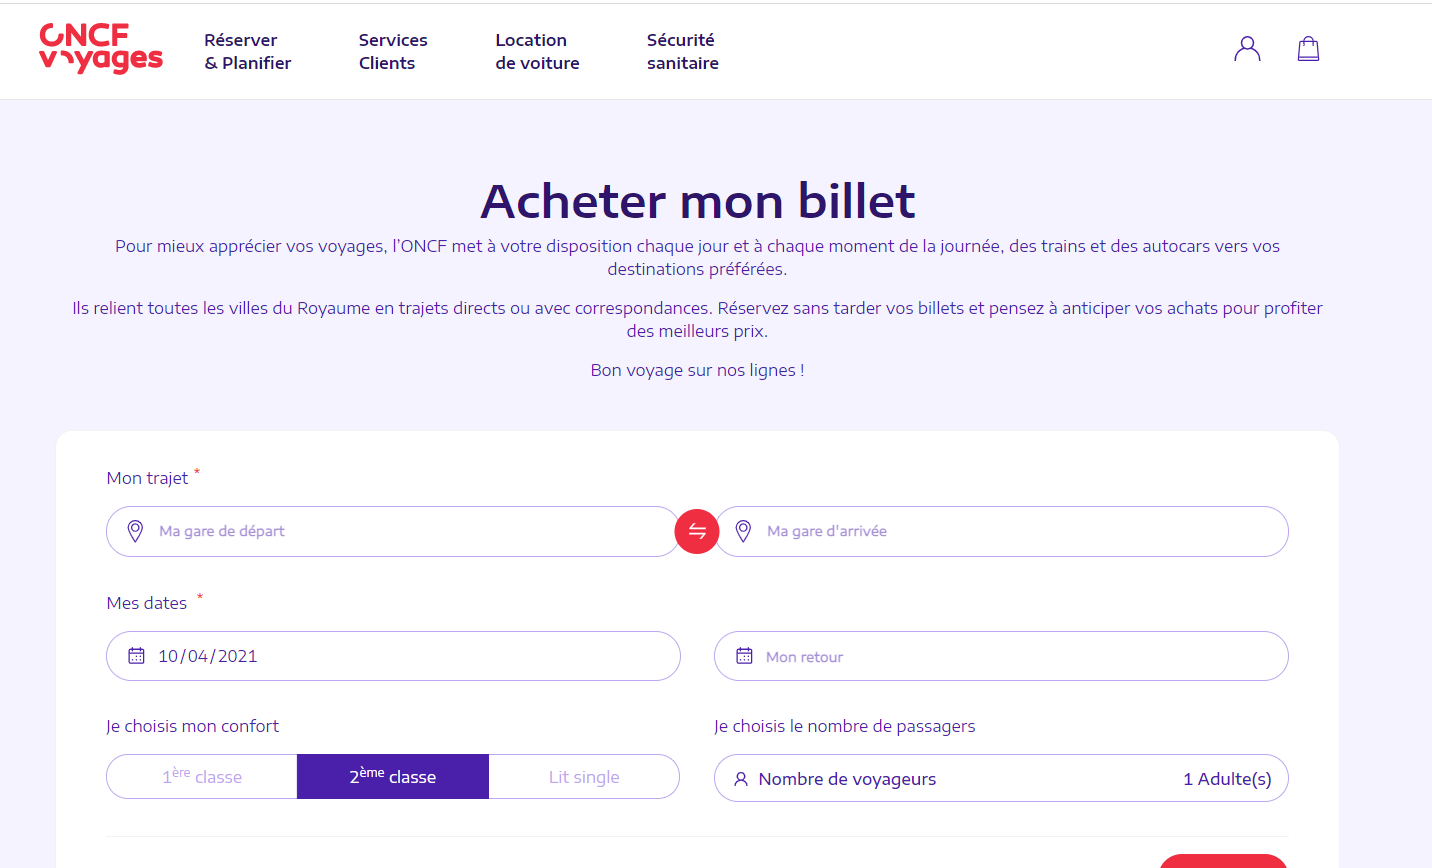 ONCF
voyages
Réserver
& Planifier
Services
Clients
Location
de voiture
Sécurité
sanitaire
Acheter mon billet
Pour mieux apprécier vos voyages, l’ONCF met à votre disposition chaque jour et à chaque moment de la journée, des trains et des autocars vers vos
destinations préférées.
Ils relient toutes les villes du Royaume en trajets directs ou avec correspondances. Réservez sans tarder vos billets et pensez à anticiper vos achats pour profiter
des meilleurs prix.
Bon voyage sur nos lignes !
Mon trajet *
Ma gare de départ
Ma gare d'arrivée
Mes dates *
10/04/2021
Mon retour
Je choisis mon confort
Je choisis le nombre de passagers
1ère classe
2ème classe
Lit single
Nombre de voyageurs
1 Adulte(s)